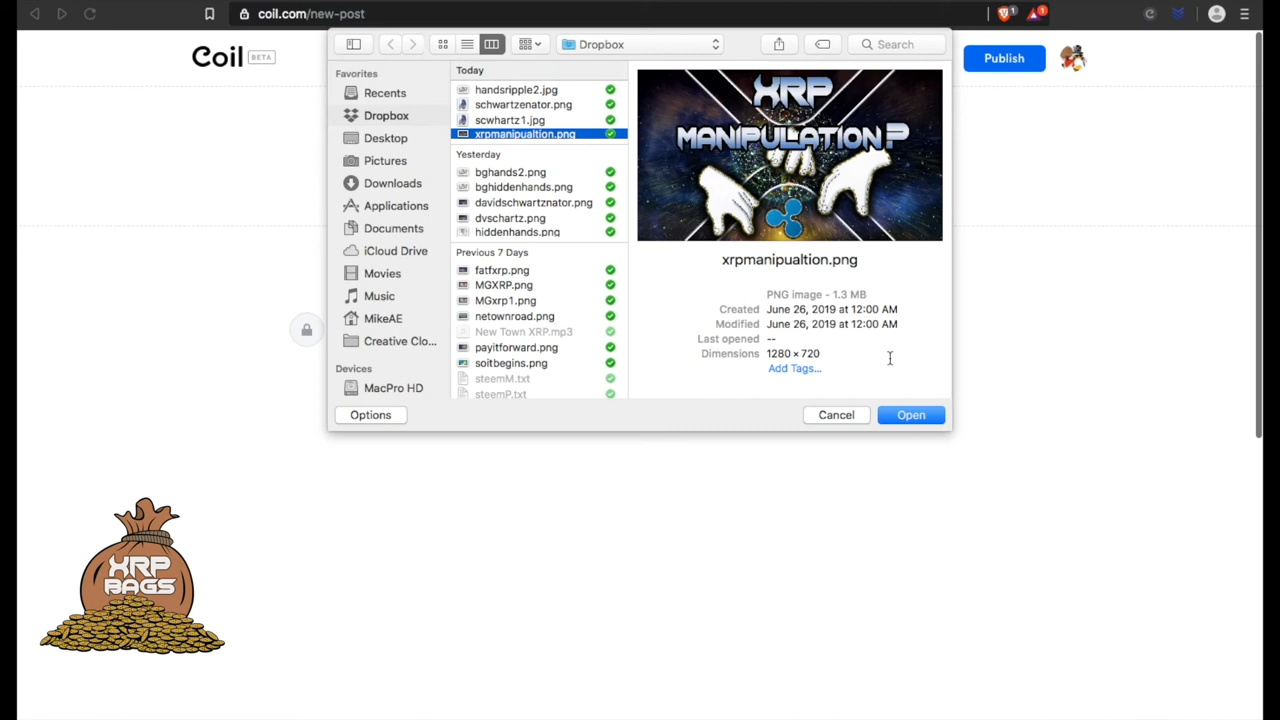 coil.com/new-post
1
1
Coil BETA
Dropbox
Search
Publish
Favorites
Recents
Dropbox
Desktop
Pictures
Downloads
Applications
Documents
iCloud Drive
Movies
Music
MikeAE
Creative Clo...
Devices
MacPro HD
Today
handsripple2.jpg
schwartzenator.png
scwhartz1.jpg
xrpmanipualtion.png
Yesterday
bghands2.png
bghiddenhands.png
davidschwartznator.png
dvschartz.png
hiddenhands.png
Previous 7 Days
fatfxrp.png
MGXRP.png
MGxrp1.png
netownroad.png
New Town XRP.mp3
payitforward.png
soitbegins.png
steemM.txt
steemP.txt
XRP
MANIPULATION?
xrpmanipualtion.png
PNG image - 1.3 MB
Created June 26, 2019 at 12:00 AM
Modified June 26, 2019 at 12:00 AM
Last opened --
Dimensions 1280 × 720
Add Tags...
Options
Cancel
Open
XRP
BAGS